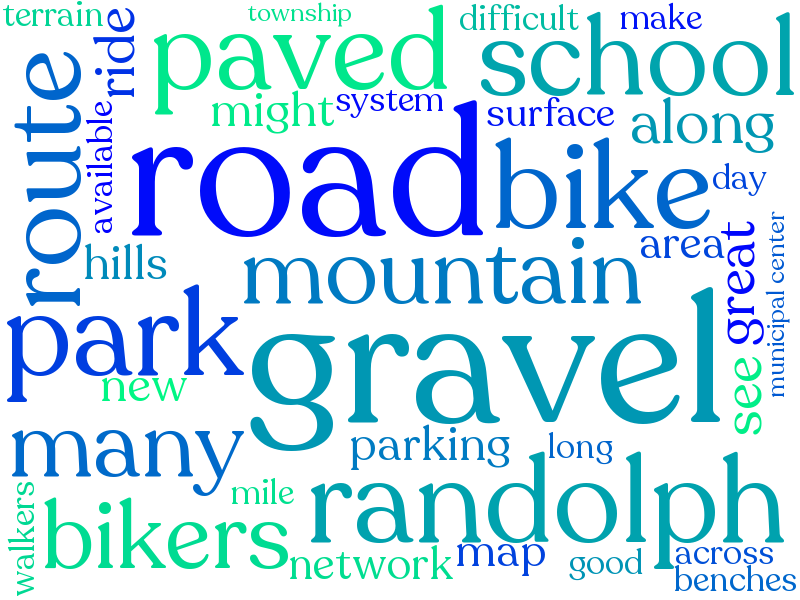 terrain
township
difficult
make
ride
paved
school
route
might
system
surface
along
available
road
bike
day
hills
mountain
area
great
municipal center
park
gravel
new
see
many
parking
long
walkers
bikers
mile
randolph
network
map
good
across
benches